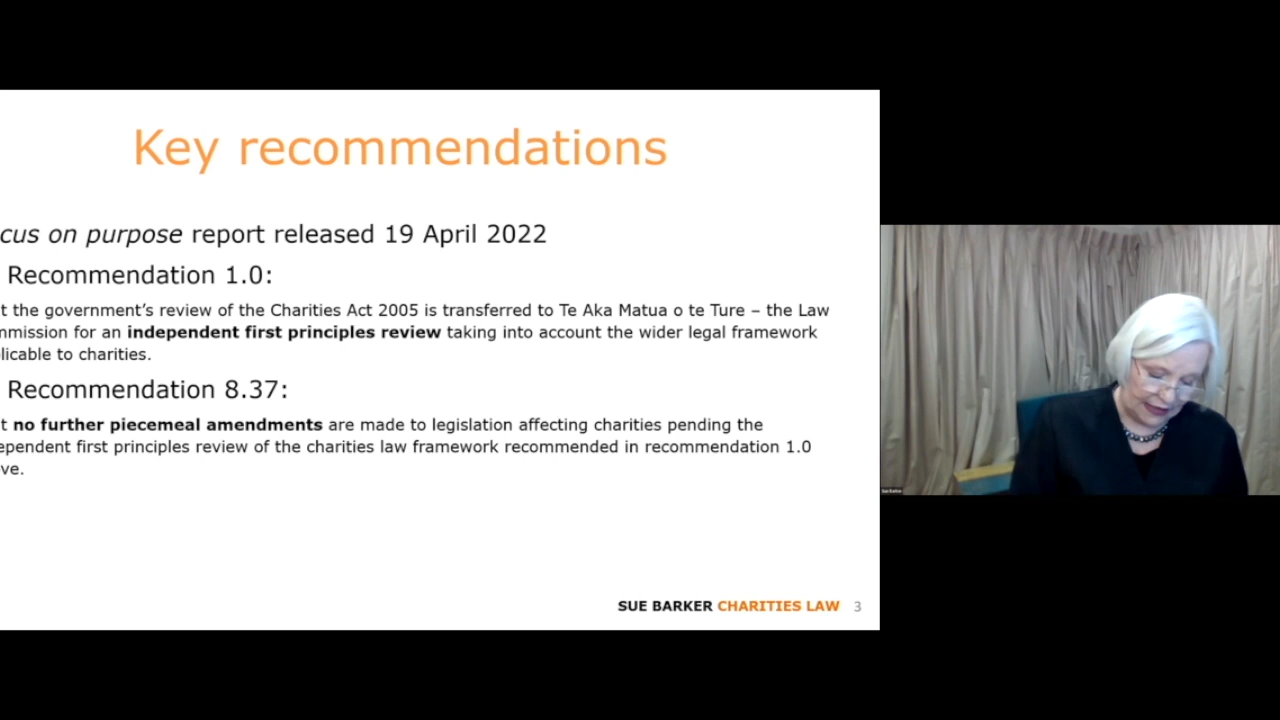 Key recommendations
cus on purpose report released 19 April 2022
Recommendation 1.0:
t the government’s review of the Charities Act 2005 is transferred to Te Aka Matua o te Ture – the Law
mmission for an independent first principles review taking into account the wider legal framework
licable to charities.
Recommendation 8.37:
t no further piecemeal amendments are made to legislation affecting charities pending the
ependent first principles review of the charities law framework recommended in recommendation 1.0
ve.
SUE BARKER CHARITIES LAW 3
Sue Barker